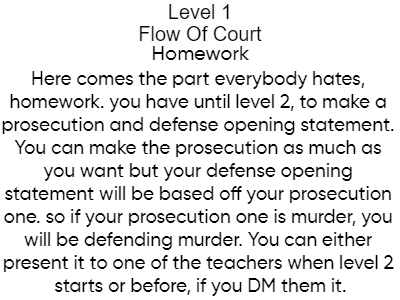 Level 1
Flow Of Court
Homework
Here comes the part everybody hates,
homework. you have until level 2, to make a
prosecution and defense opening statement.
You can make the prosecution as much as
you want but your defense opening
statement will be based off your prosecution
one. so if your prosecution one is murder, you
will be defending murder. You can either
present it to one of the teachers when level 2
starts or before, if you DM them it.